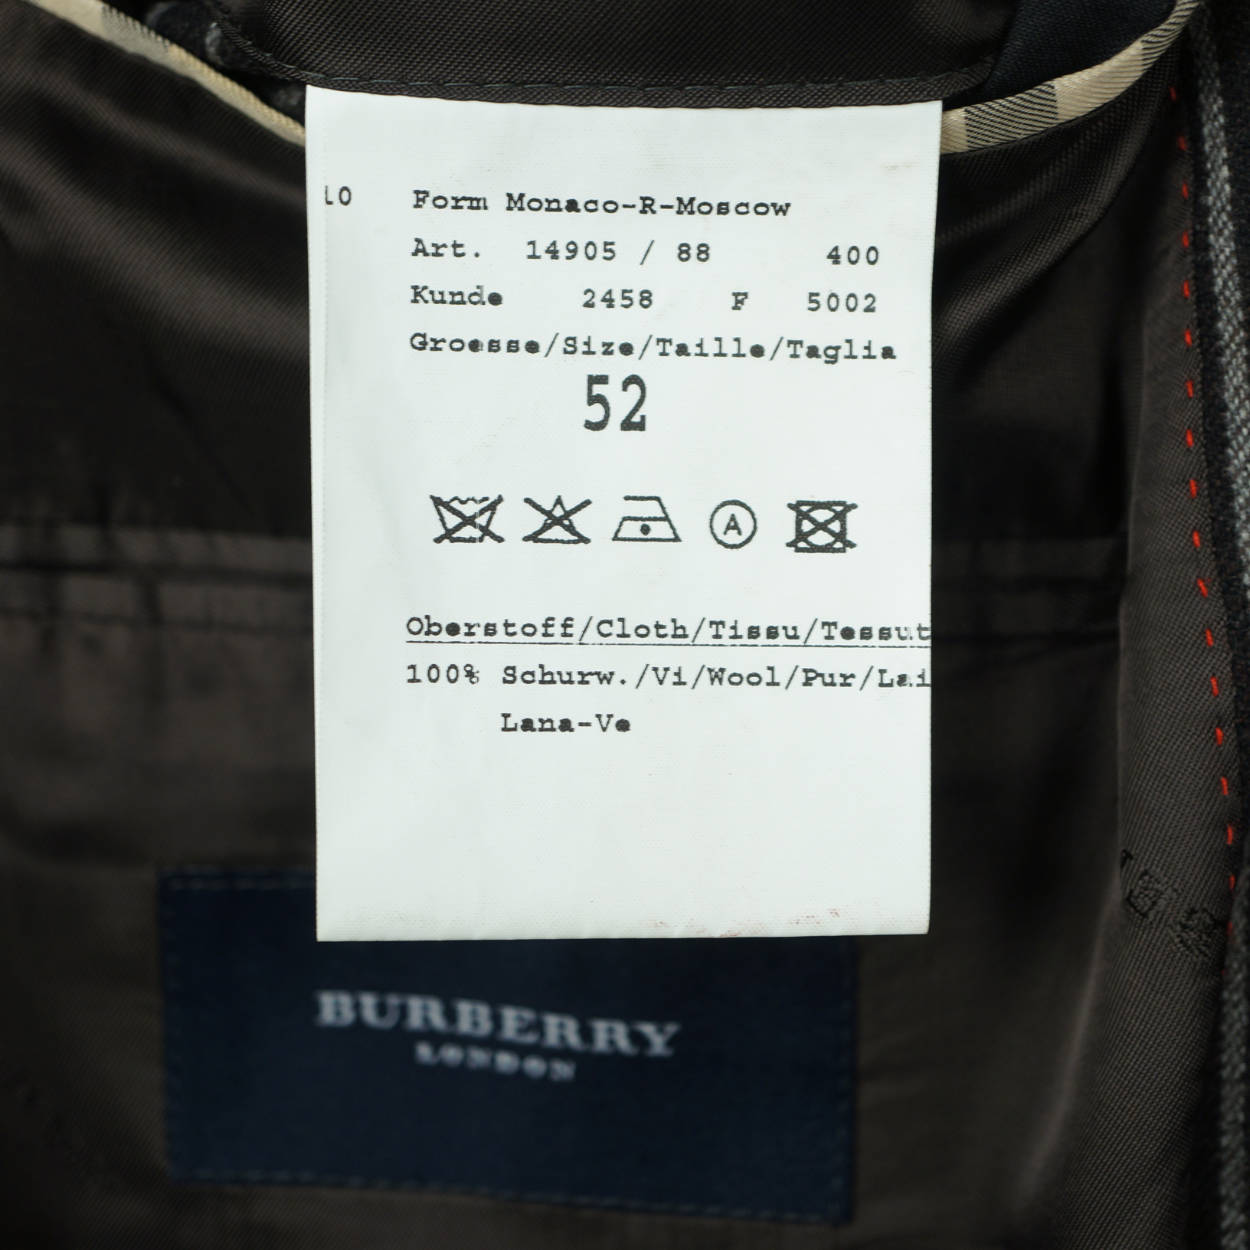 Form Monaco-R-Moscow
Art. 14905 / 88 400
Kunde 2458 F 5002
Groesse/Size/Taille/Taglia
52
A
Oberstoff/Cloth/Tissu/Tessut
100% Schurw./Vi/Wool/Pur/Lai
Lana-Ve
BURBERRY
LONDON